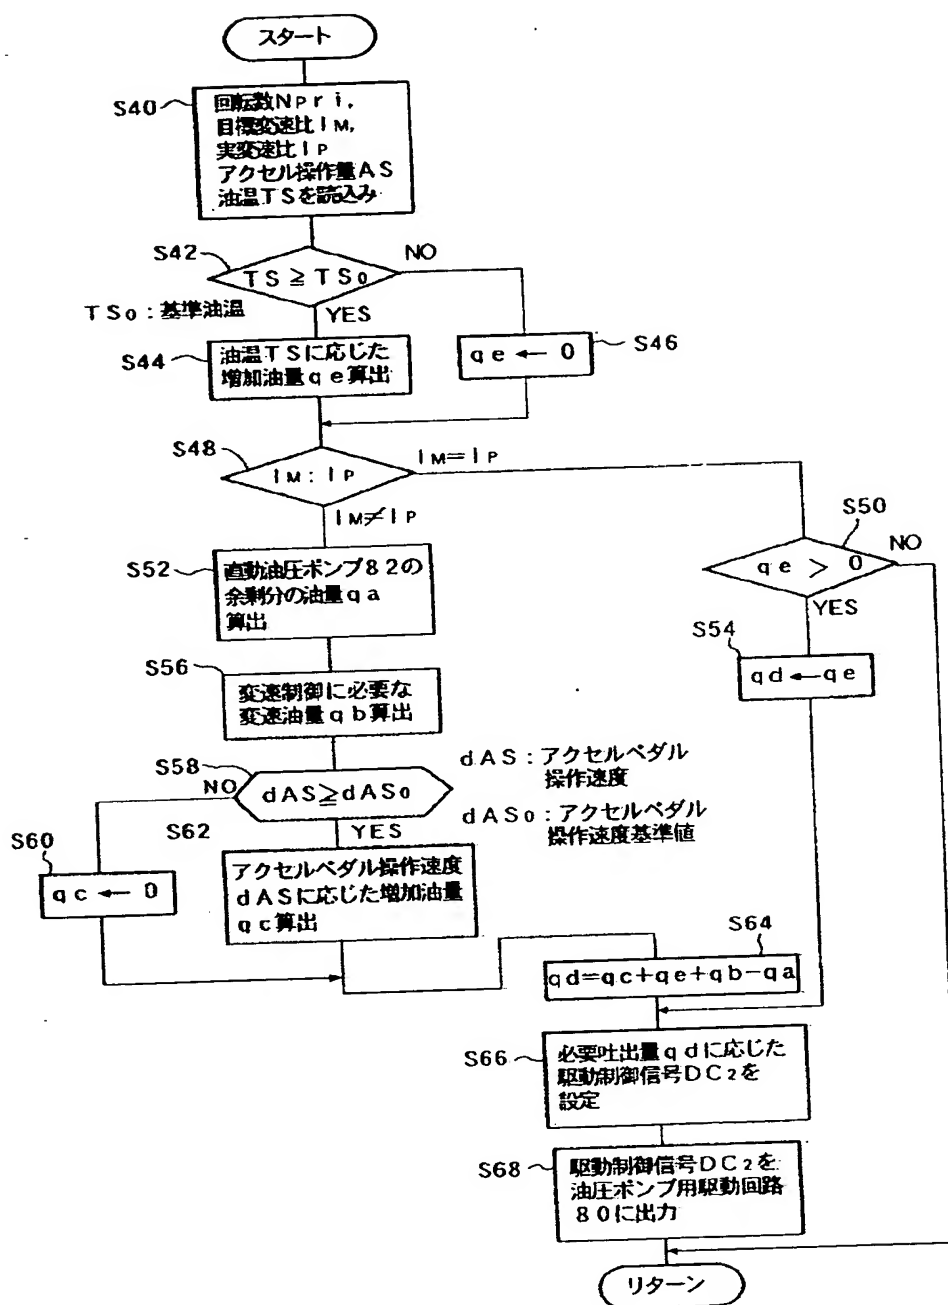 スタート
S40
回転数Npri,
目標変速比IM,
実変速比IP
アクセル操作量AS
油温TSを読込み
S42
TS≧TS0
NO
YES
TS0:基準油温
S44
油温TSに応じた
増加油量qe算出
qe←0
S46
S48
IM:IP
IM=IP
IM≠IP
S50
qe>0
NO
YES
S52
直動油圧ポンプ82の
余剰分の油量qa
算出
S54
qd←qe
S56
変速制御に必要な
変速油量qb算出
S58
NO
dAS≧dAS0
YES
dAS:アクセルペダル
操作速度
dAS0:アクセルペダル
操作速度基準値
S60
qc←0
S62
アクセルペダル操作速度
dASに応じた増加油量
qc算出
S64
qd=qc+qe+qb−qa
S66
必要吐出量qdに応じた
駆動制御信号DC2を
設定
S68
駆動制御信号DC2を
油圧ポンプ用駆動回路
80に出力
リターン